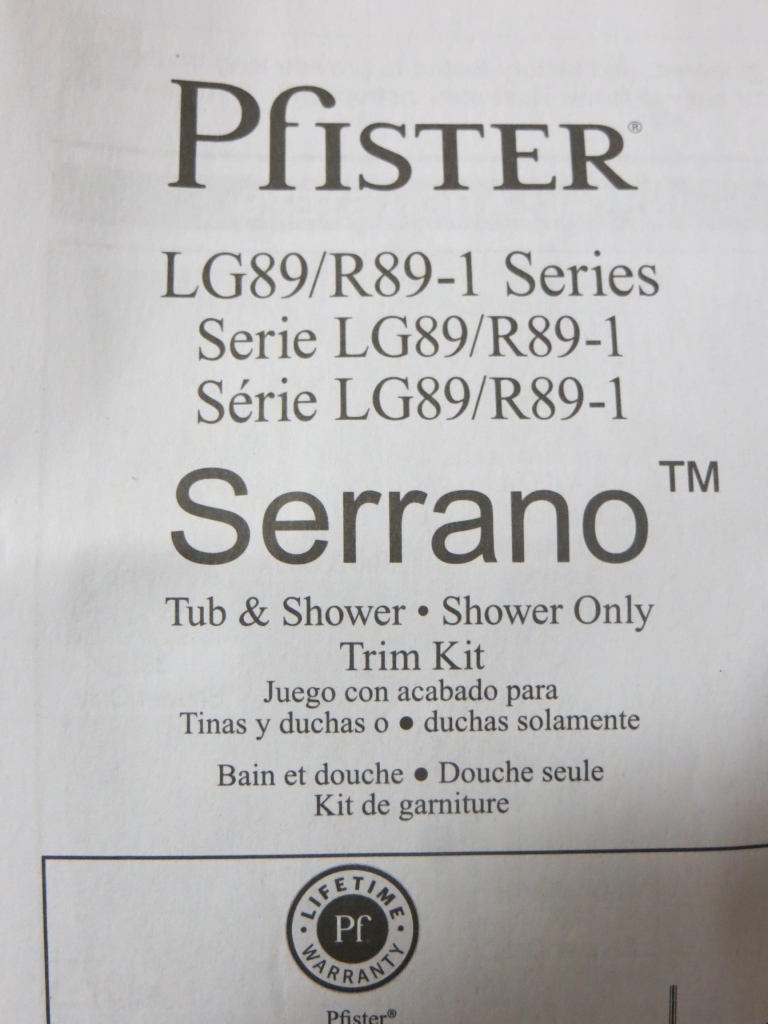 Pfister®
LG89/R89-1 Series
Serie LG89/R89-1
Série LG89/R89-1
Serrano™
Tub & Shower • Shower Only
Trim Kit
Juego con acabado para
Tinas y duchas o ● duchas solamente
Bain et douche ● Douche seule
Kit de garniture
LIFETIME
Pf
WARRANTY
Pfister®